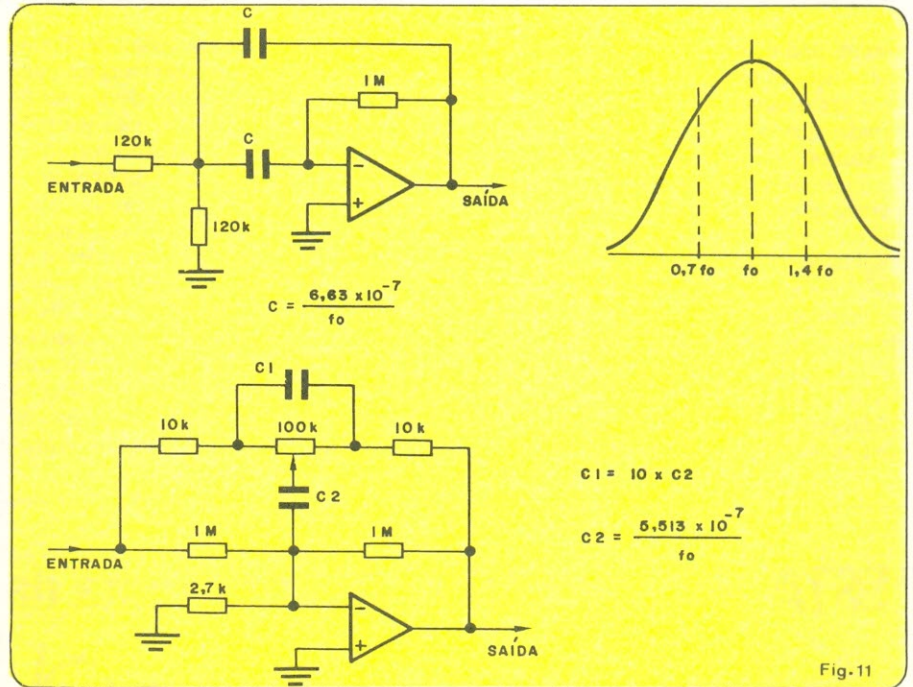 C
1M
120k
C
ENTRADA
-
+
SAÍDA
120k
C = 6,63 x 10^-7 / fo
0,7 fo
fo
1,4 fo
C1
10k
100k
10k
C2
1M
1M
ENTRADA
2,7k
-
+
SAÍDA
C1 = 10 x C2
C2 = 5,513 x 10^-7 / fo
Fig. 11